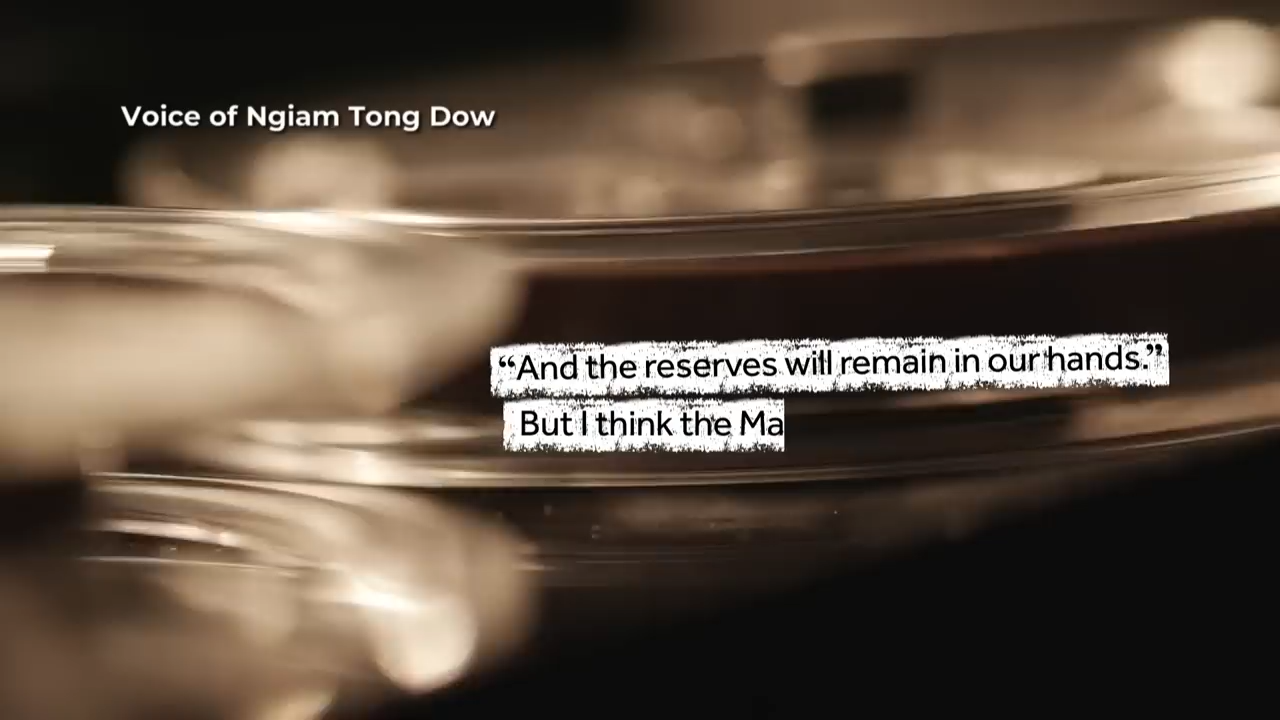 Voice of Ngiam Tong Dow
“And the reserves will remain in our hands.”
But I think the Ma